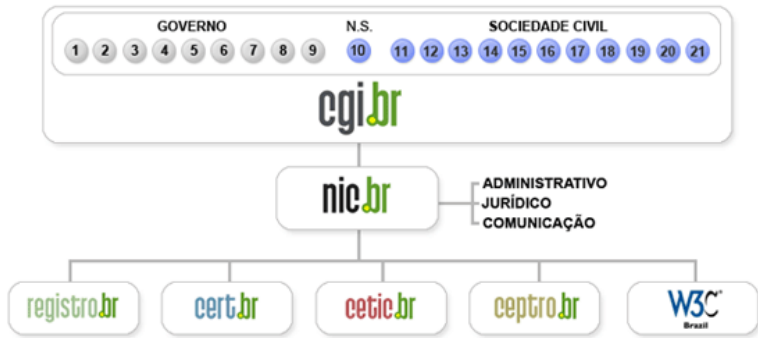 GOVERNO N.S. SOCIEDADE CIVIL
1 2 3 4 5 6 7 8 9 10 11 12 13 14 15 16 17 18 19 20 21
cgi.br
nic.br
ADMINISTRATIVO
JURÍDICO
COMUNICAÇÃO
registro.br cert.br cetic.br ceptro.br W3C®
Brazil